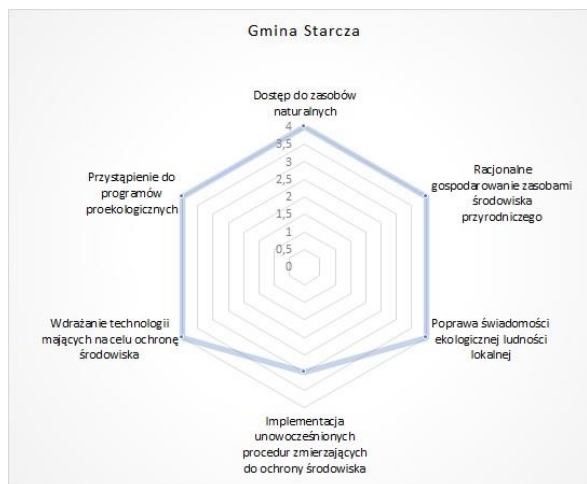 Gmina Starcza
Dostęp do zasobów
naturalnych
4
3,5
3
2,5
2
1,5
1
0,5
0
Racjonalne
gospodarowanie zasobami
środowiska
przyrodniczego
Poprawa świadomości
ekologicznej ludności
lokalnej
Implementacja
unowocześnionych
procedur zmierzających
do ochrony środowiska
Wdrażanie technologii
mających na celu ochronę
środowiska
Przystąpienie do
programów
proekologicznych